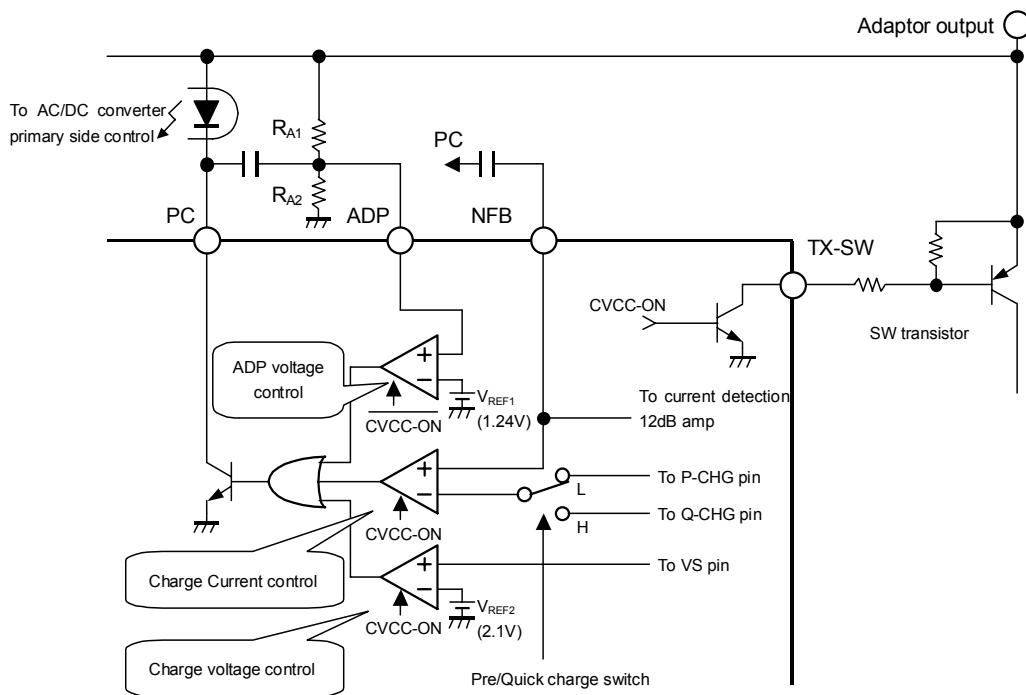 Adaptor output
To AC/DC converter
primary side control
RA1
RA2
PC
PC
ADP
NFB
TX-SW
CVCC-ON
SW transistor
ADP voltage
control
VREF1
(1.24V)
CVCC-ON
To current detection
12dB amp
To P-CHG pin
L
To Q-CHG pin
H
CVCC-ON
Charge Current control
To VS pin
VREF2
(2.1V)
CVCC-ON
Charge voltage control
Pre/Quick charge switch
+
−
+
−
+
−